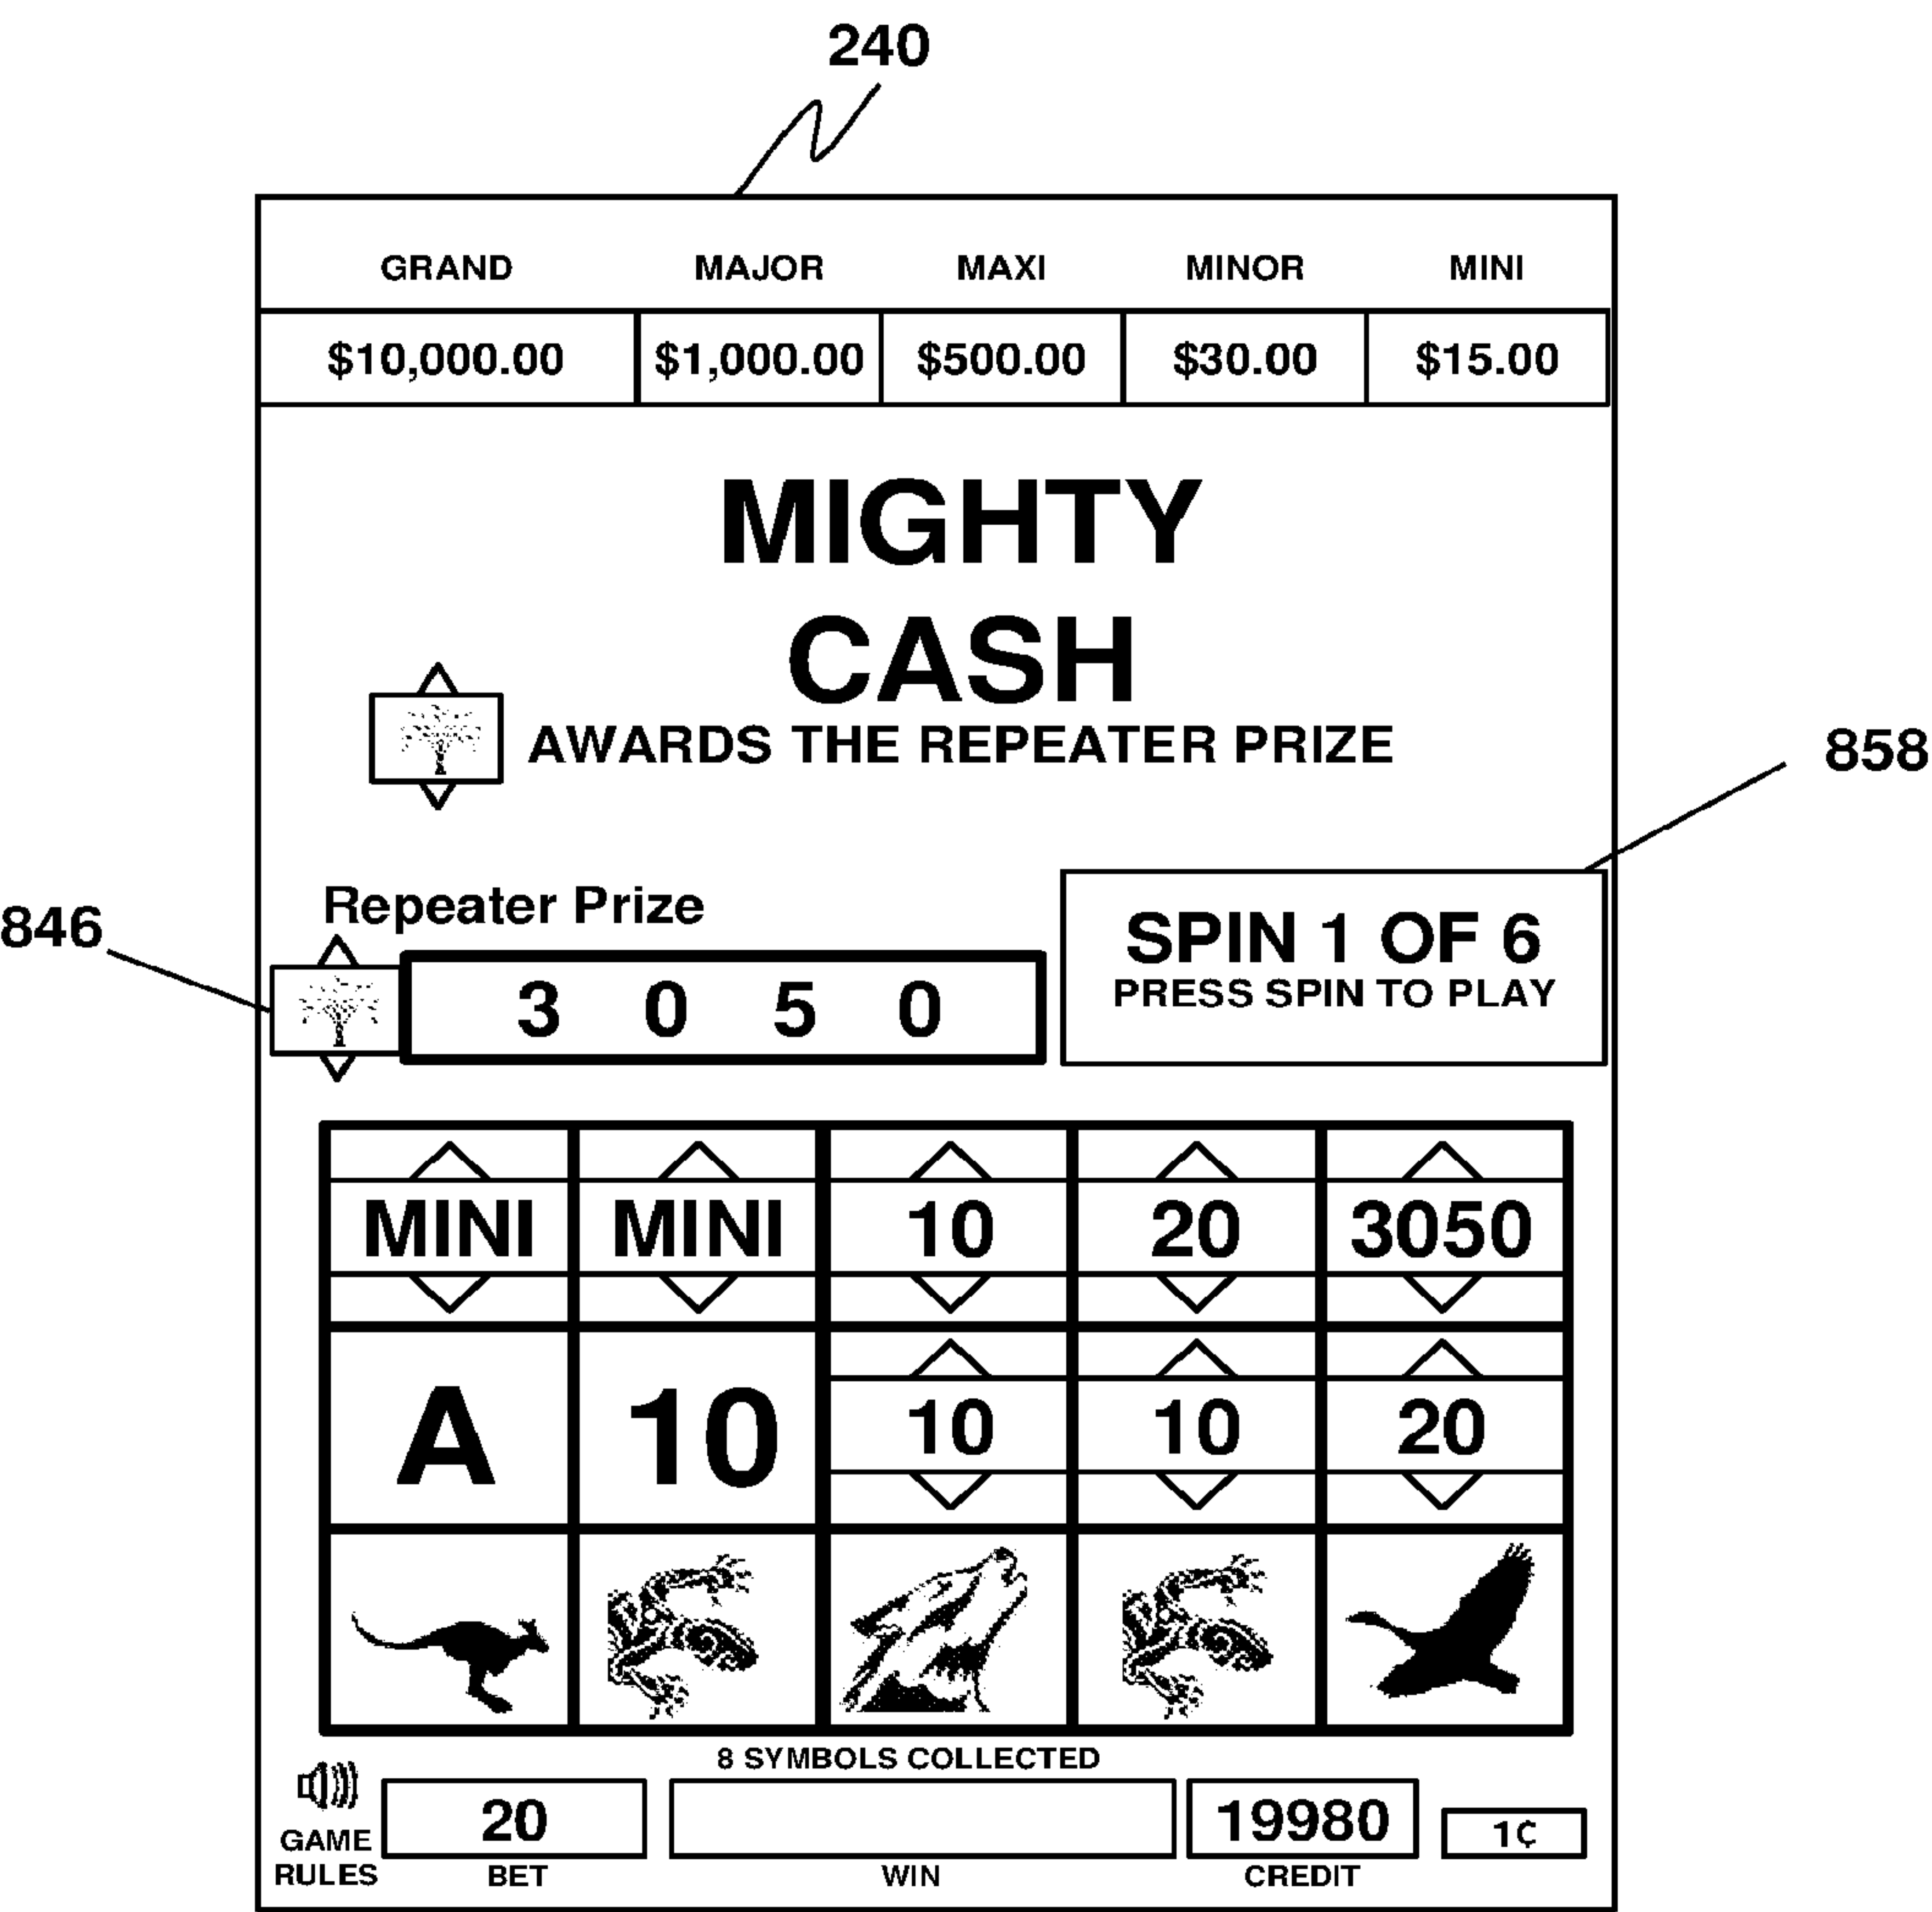 240
GRAND MAJOR MAXI MINOR MINI
$10,000.00 $1,000.00 $500.00 $30.00 $15.00
MIGHTY
CASH
AWARDS THE REPEATER PRIZE
858
Repeater Prize
846
3 0 5 0
SPIN 1 OF 6
PRESS SPIN TO PLAY
MINI MINI 10 20 3050
A 10 10 10 20
8 SYMBOLS COLLECTED
GAME
RULES
20
BET
WIN
19980
CREDIT
1¢